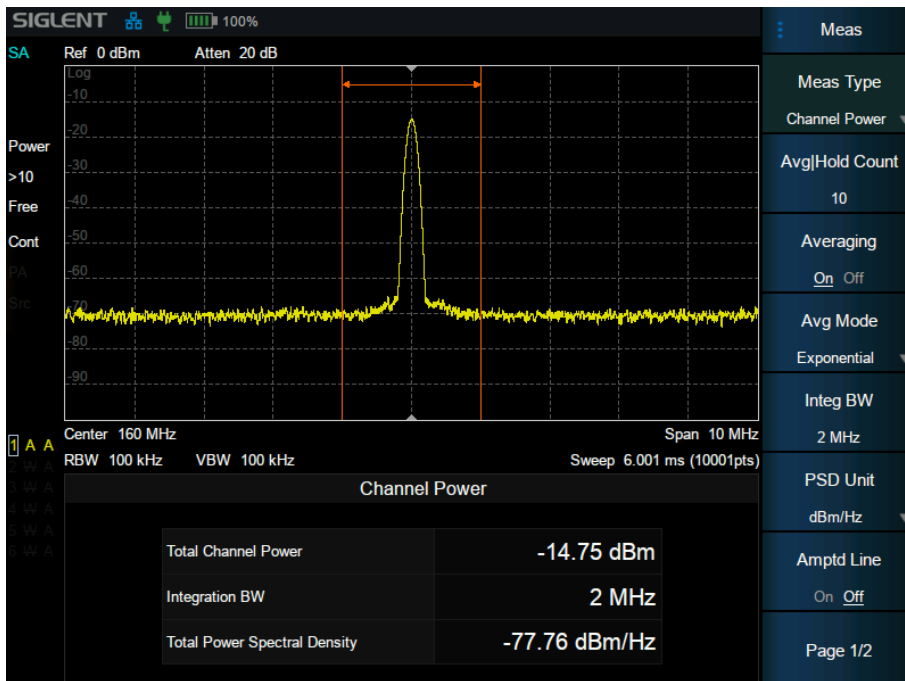 SIGLENT 100%
SA Ref 0 dBm Atten 20 dB
Log
-10
-20
-30
-40
-50
-60
-70
-80
-90
Power
>10
Free
Cont
PA
Src
Center 160 MHz Span 10 MHz
RBW 100 kHz VBW 100 kHz Sweep 6.001 ms (10001pts)
1 A A
2 W A
3 W A
4 W A
5 W A
6 W A
Channel Power
Total Channel Power -14.75 dBm
Integration BW 2 MHz
Total Power Spectral Density -77.76 dBm/Hz
Meas
Meas Type
Channel Power
Avg|Hold Count
10
Averaging
On Off
Avg Mode
Exponential
Integ BW
2 MHz
PSD Unit
dBm/Hz
Amptd Line
On Off
Page 1/2